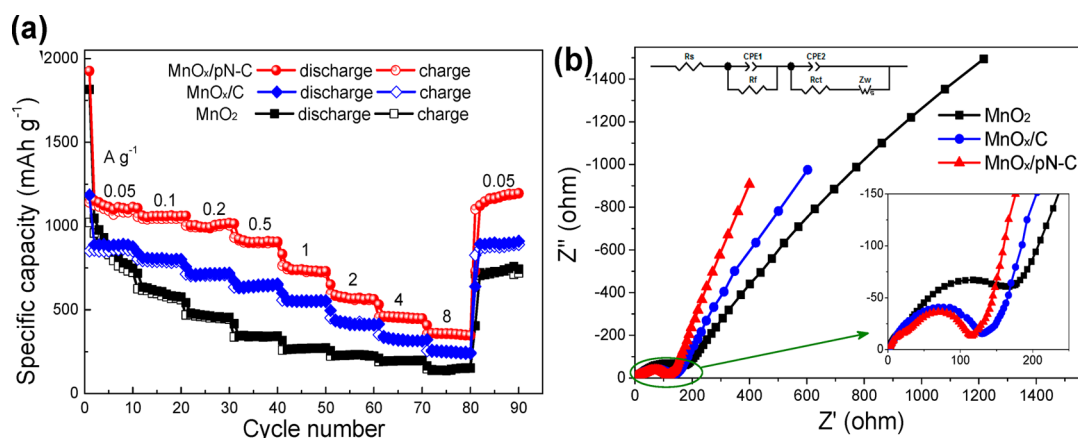 (a)
2000
1500
1000
500
0
Specific capacity (mAh g⁻¹)
MnOₓ/pN-C discharge charge
MnOₓ/C discharge charge
MnO₂ discharge charge
A g⁻¹
0.05
0.1
0.2
0.5
1
2
4
8
0.05
0 10 20 30 40 50 60 70 80 90
Cycle number
(b)
Rs CPE1 CPE2
Rf Rct Zw
-1400
-1200
-1000
-800
-600
-400
-200
0
Z'' (ohm)
MnO₂
MnOₓ/C
MnOₓ/pN-C
-150
-100
-50
0
0 100 200
0 200 400 600 800 1000 1200 1400
Z' (ohm)